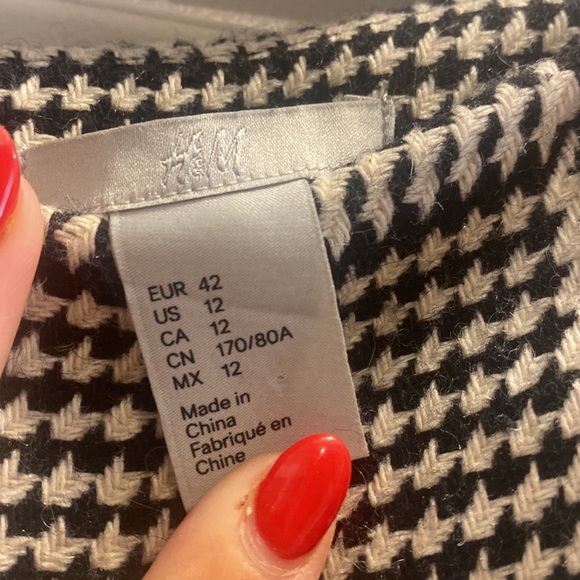 H&M
EUR 42
US 12
CA 12
CN 170/80A
MX 12
Made in
China
Fabriqué en
Chine